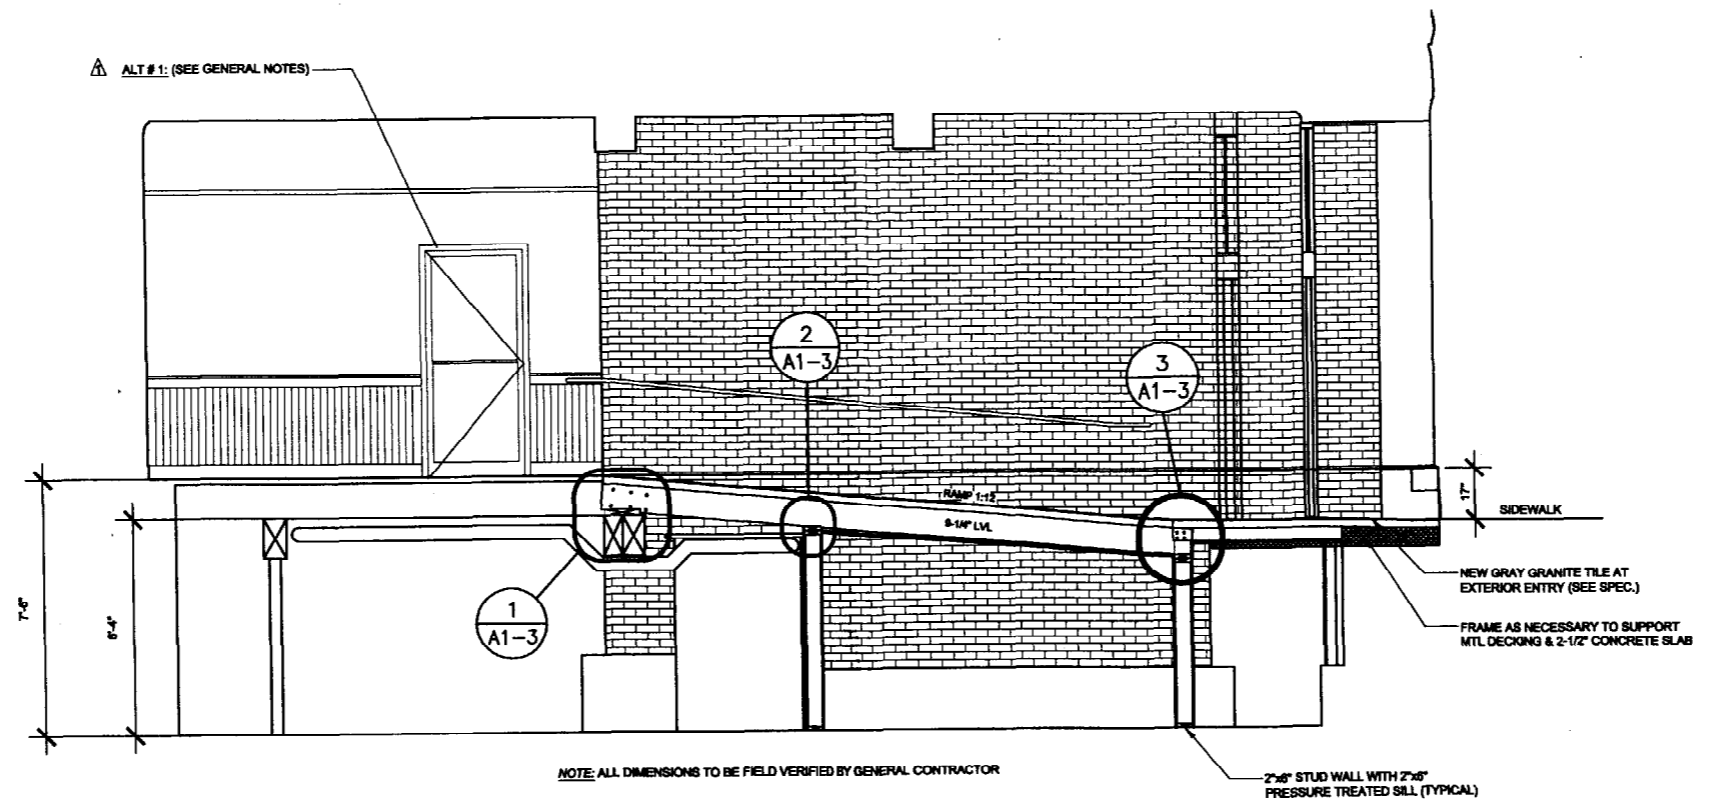 1 ALT # 1: (SEE GENERAL NOTES)
2
A1-3
3
A1-3
RAMP 1:12
9-1/4" LVL
17"
SIDEWALK
NEW GRAY GRANITE TILE AT
EXTERIOR ENTRY (SEE SPEC.)
FRAME AS NECESSARY TO SUPPORT
MTL DECKING & 2-1/2" CONCRETE SLAB
1
A1-3
7'-6"
6'-4"
NOTE: ALL DIMENSIONS TO BE FIELD VERIFIED BY GENERAL CONTRACTOR
2"x6" STUD WALL WITH 2"x6"
PRESSURE TREATED SILL (TYPICAL)